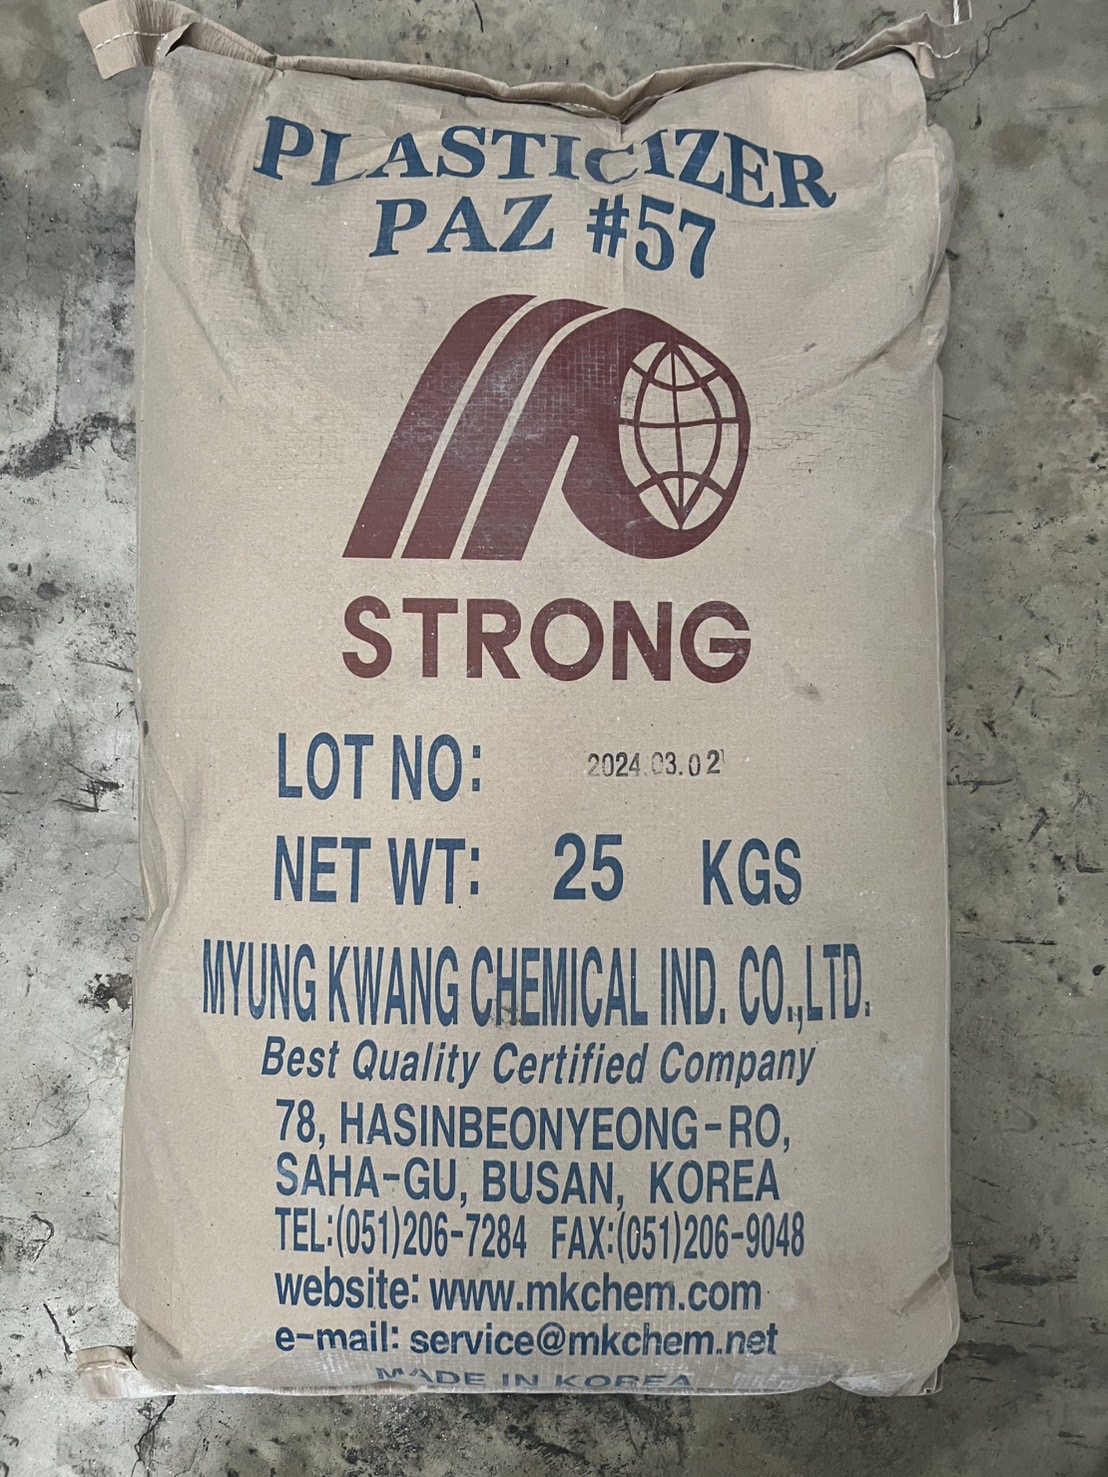 PLASTICIZER
PAZ #57
STRONG
LOT NO: 2024.03.02
NET WT: 25 KGS
MYUNG KWANG CHEMICAL IND. CO.,LTD.
Best Quality Certified Company
78, HASINBEONYEONG-RO,
SAHA-GU, BUSAN, KOREA
TEL:(051)206-7284 FAX:(051)206-9048
website: www.mkchem.com
e-mail: service@mkchem.net
MADE IN KOREA